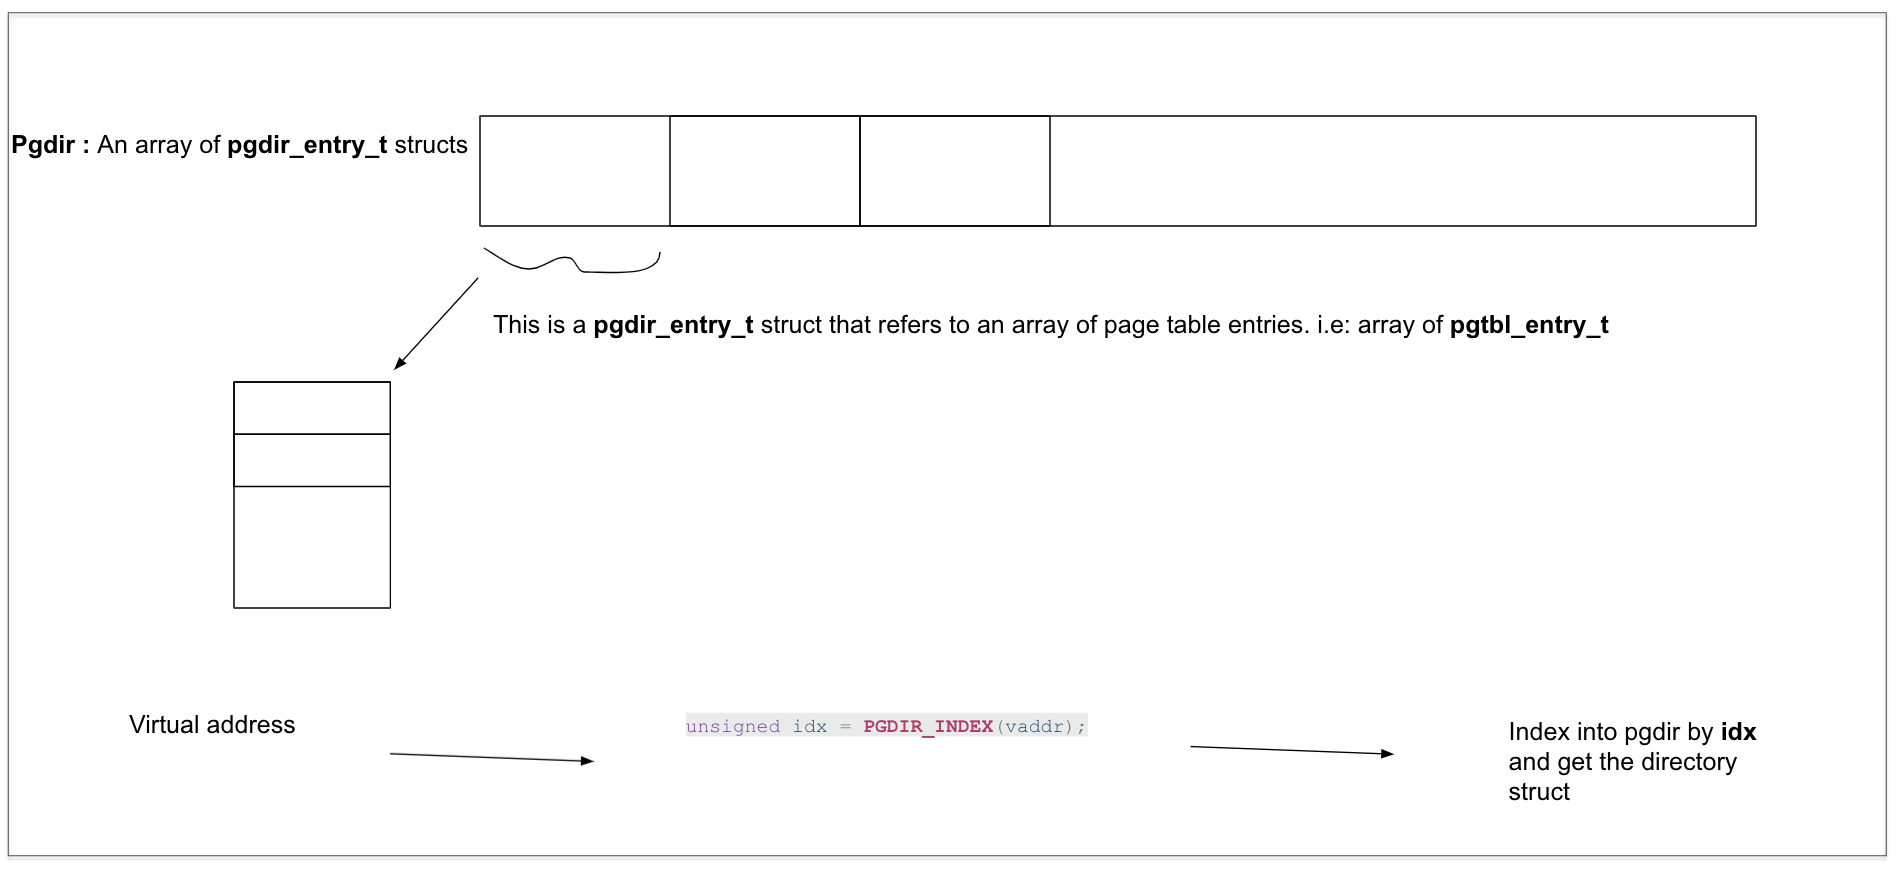 Pgdir : An array of pgdir_entry_t structs
This is a pgdir_entry_t struct that refers to an array of page table entries. i.e: array of pgtbl_entry_t
Virtual address
unsigned idx = PGDIR_INDEX(vaddr);
Index into pgdir by idx
and get the directory
struct